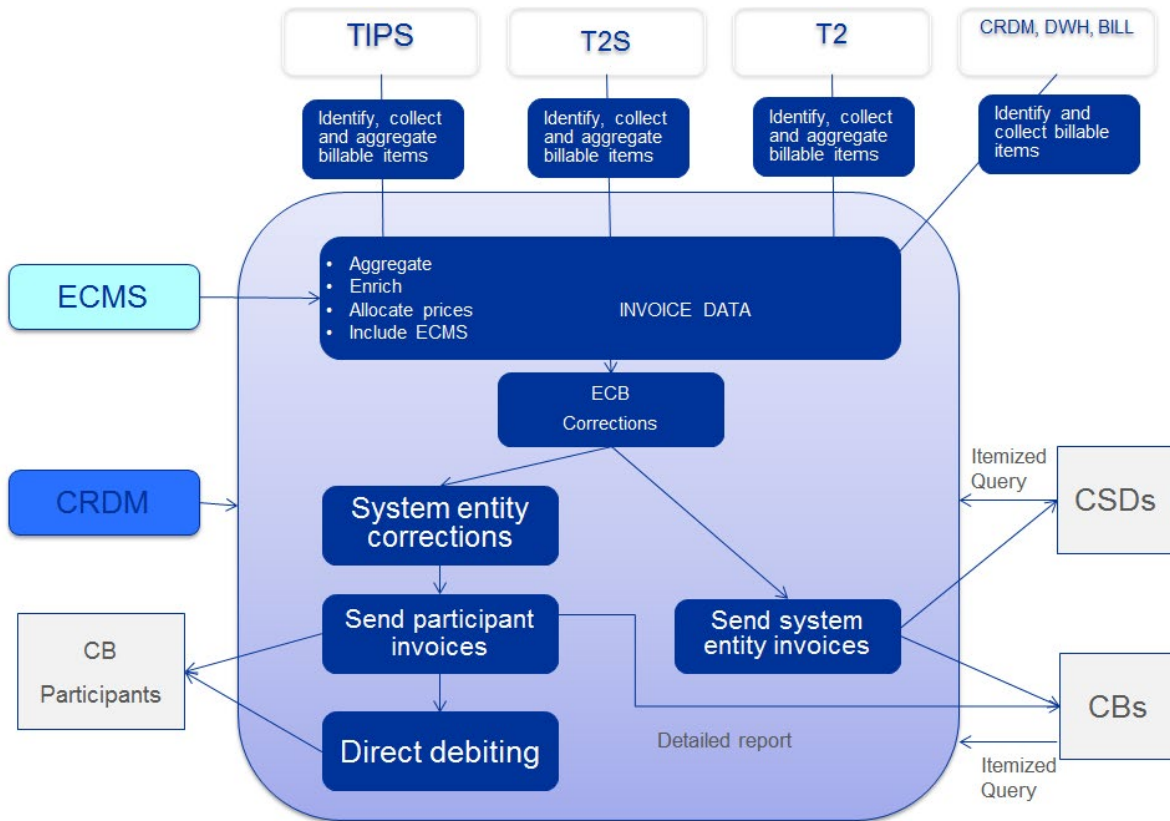 TIPS
T2S
T2
CRDM, DWH, BILL
Identify, collect
and aggregate
billable items
Identify, collect
and aggregate
billable items
Identify, collect
and aggregate
billable items
Identify and
collect billable
items
ECMS
• Aggregate
• Enrich
• Allocate prices
• Include ECMS
INVOICE DATA
ECB
Corrections
CRDM
System entity
corrections
Itemized
Query
CSDs
CB
Participants
Send participant
invoices
Send system
entity invoices
CBs
Direct debiting
Detailed report
Itemized
Query